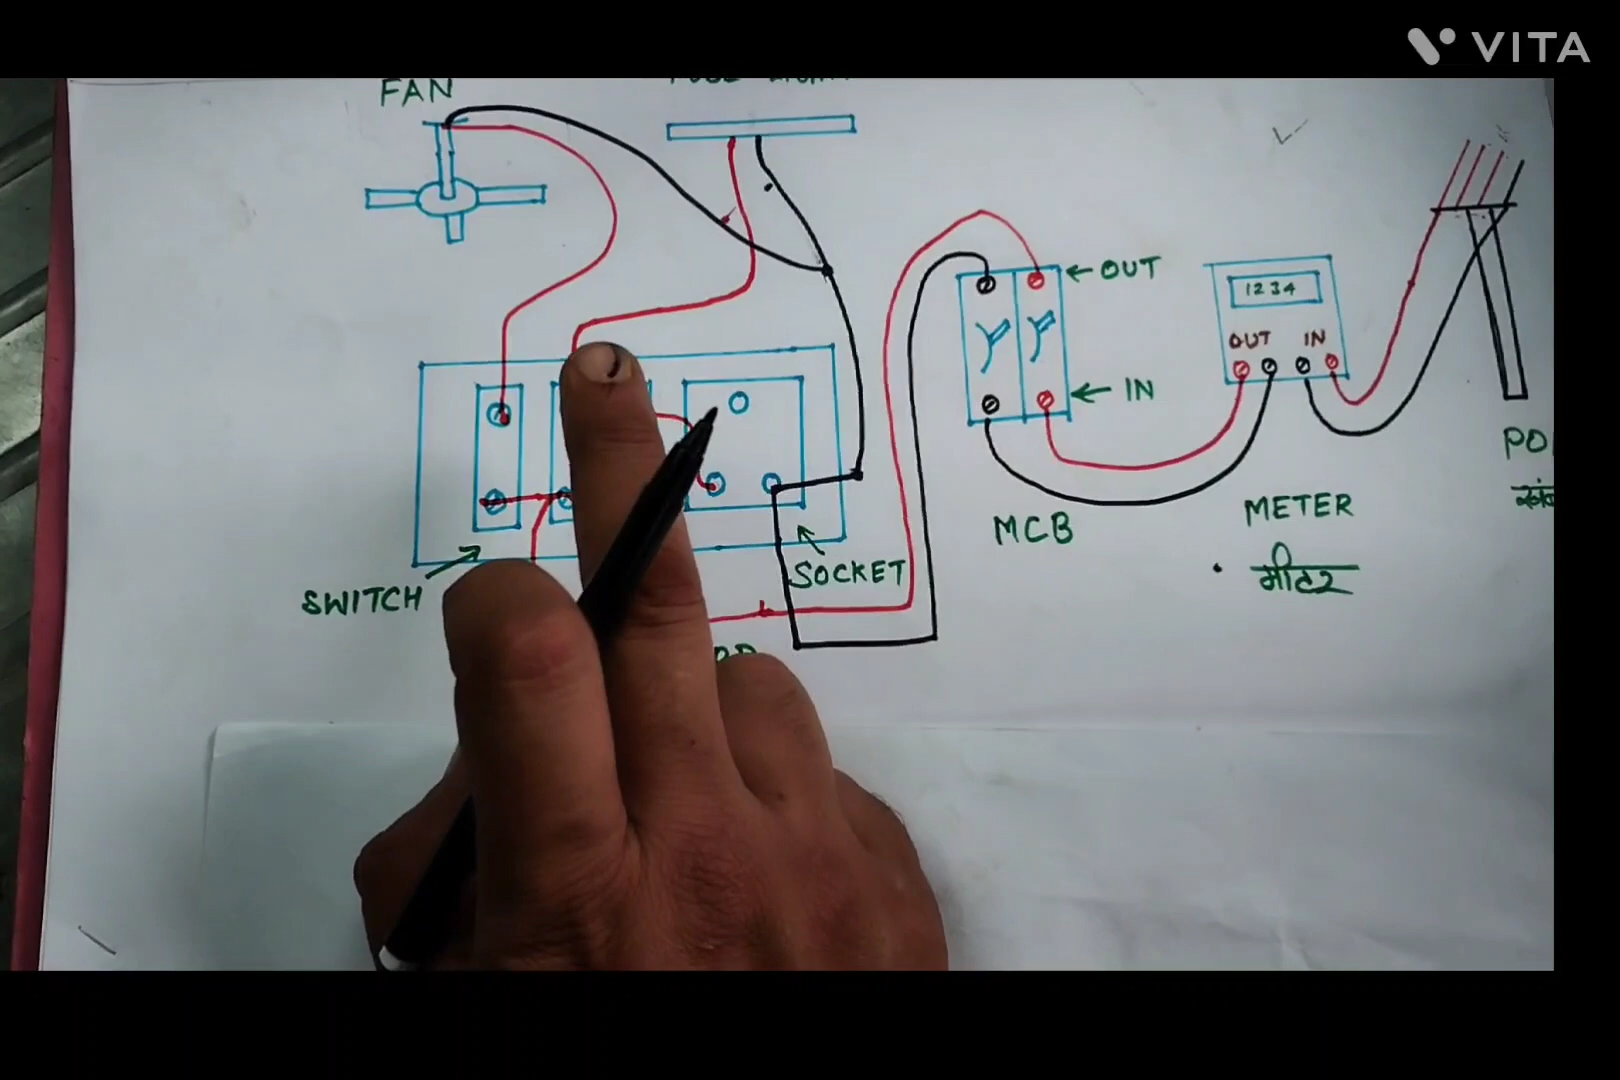 VITA
FAN
OUT
1234
OUT IN
IN
MCB
METER
मीटर
SOCKET
SWITCH